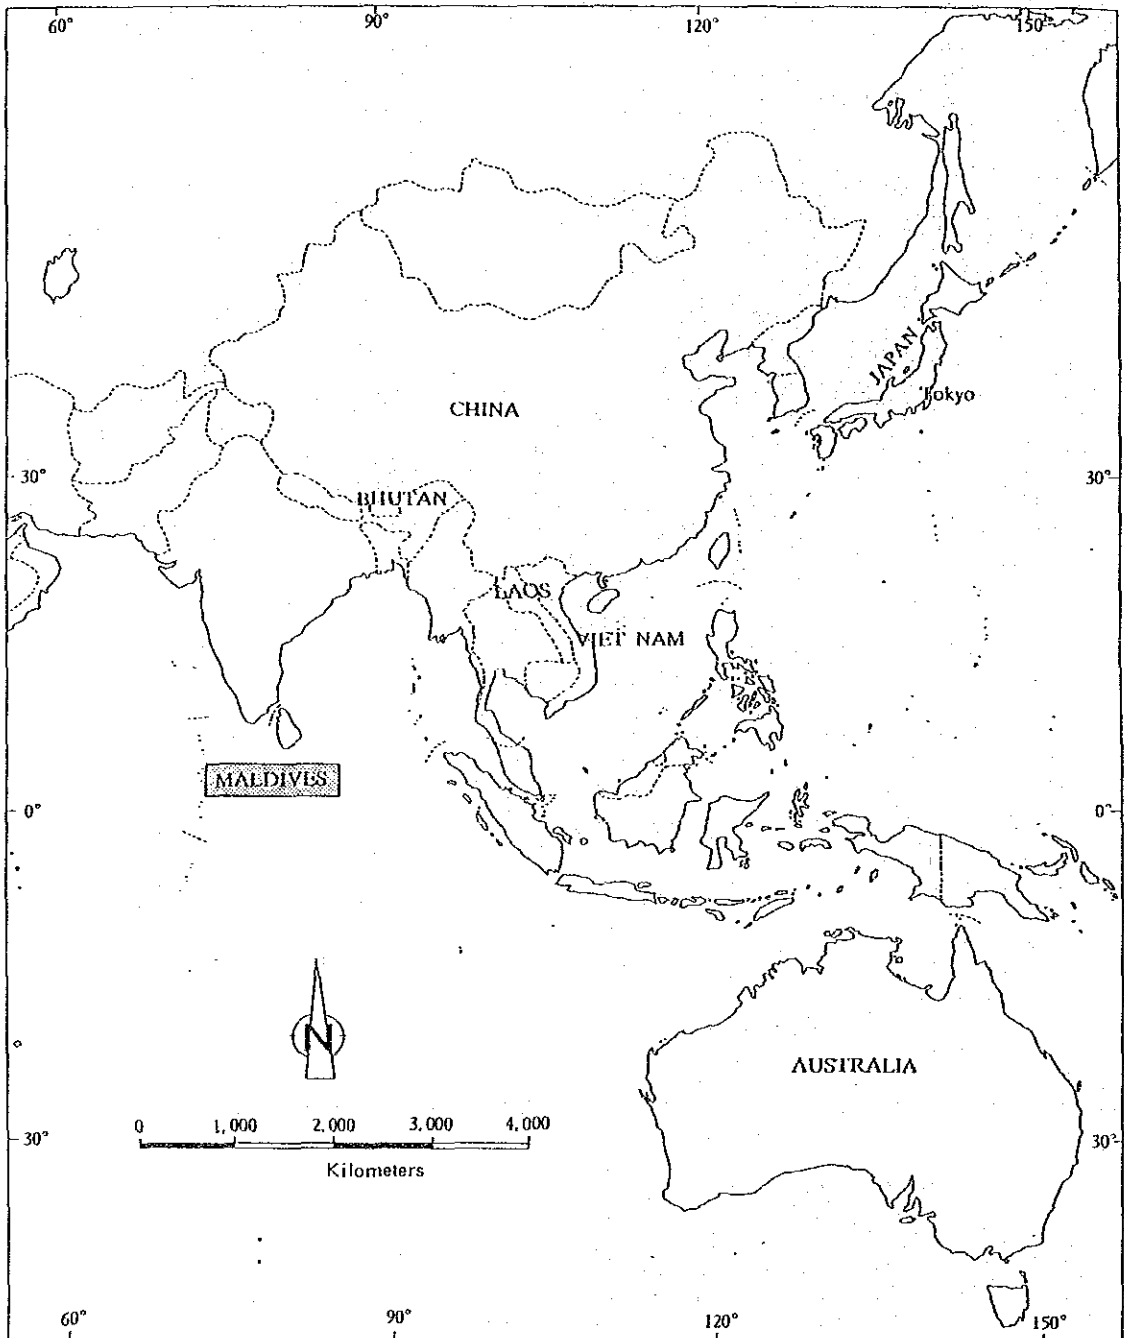 60° 90° 120° 150°
JAPAN
Tokyo
CHINA
30° 30°
BHUTAN
LAOS
VIET NAM
MALDIVES
0° 0°
N
AUSTRALIA
0 1,000 2,000 3,000 4,000
30° 30°
Kilometers
60° 90° 120° 150°